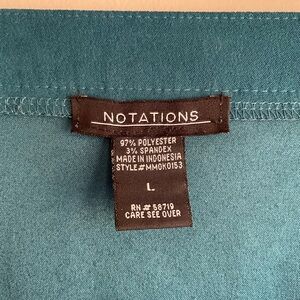 NOTATIONS
97% POLYESTER
3% SPANDEX
MADE IN INDONESIA
STYLE#MMOK0153
L
RN # 58719
CARE SEE OVER